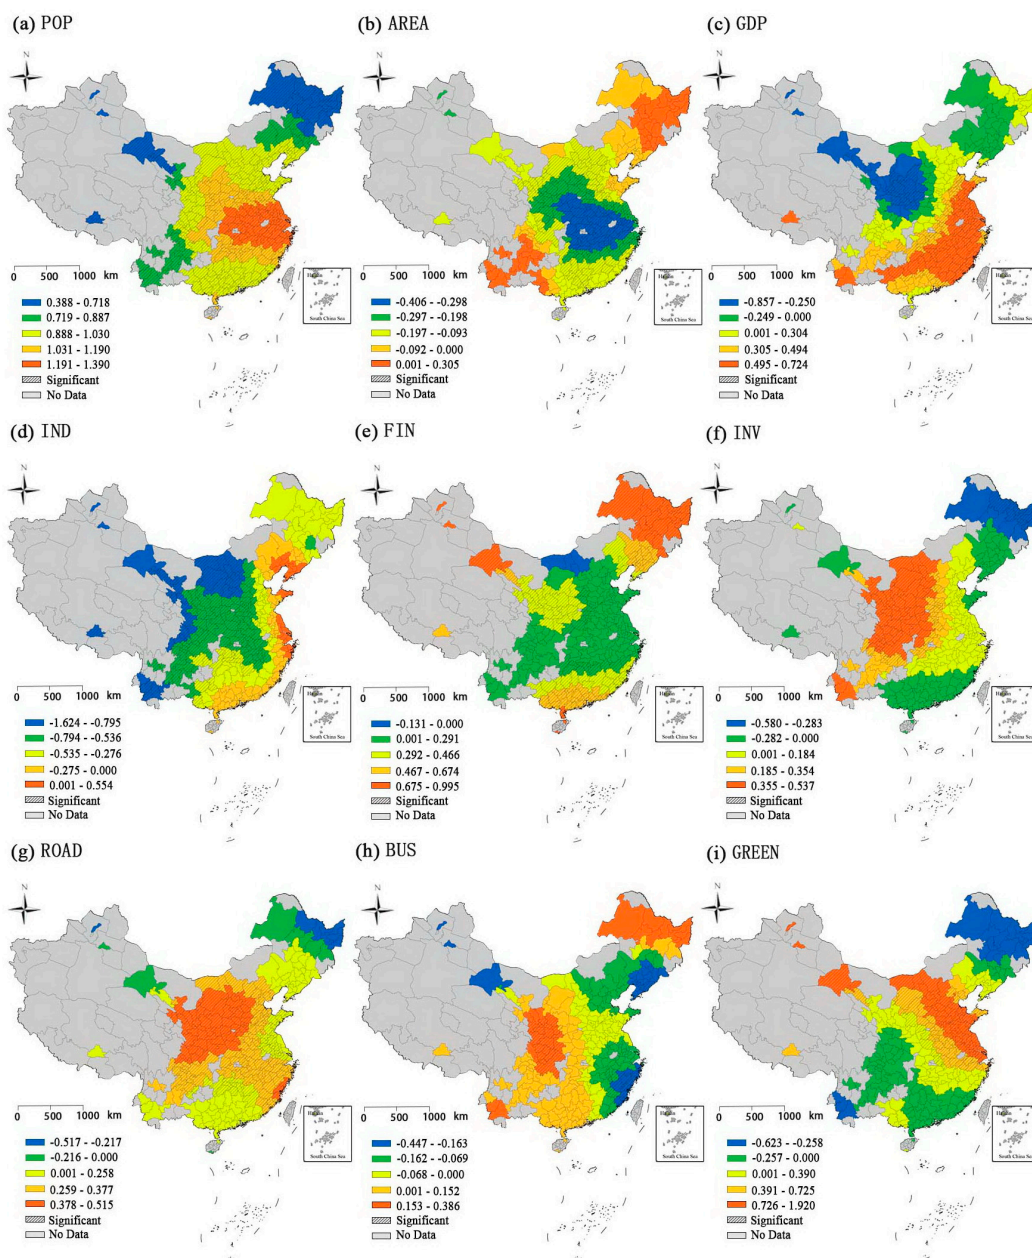 (a) POP
N
0 500 1000 km
0.388 - 0.718
0.719 - 0.887
0.888 - 1.030
1.031 - 1.190
1.191 - 1.390
Significant
No Data
South China Sea
(b) AREA
N
0 500 1000 km
-0.406 - -0.298
-0.297 - -0.198
-0.197 - -0.093
-0.092 - 0.000
0.001 - 0.305
Significant
No Data
South China Sea
(c) GDP
N
0 500 1000 km
-0.857 - -0.250
-0.249 - 0.000
0.001 - 0.304
0.305 - 0.494
0.495 - 0.724
Significant
No Data
South China Sea
(d) IND
N
0 500 1000 km
-1.624 - -0.795
-0.794 - -0.536
-0.535 - -0.276
-0.275 - 0.000
0.001 - 0.554
Significant
No Data
South China Sea
(e) FIN
N
0 500 1000 km
-0.131 - 0.000
0.001 - 0.291
0.292 - 0.466
0.467 - 0.674
0.675 - 0.995
Significant
No Data
South China Sea
(f) INV
N
0 500 1000 km
-0.580 - -0.283
-0.282 - 0.000
0.001 - 0.184
0.185 - 0.354
0.355 - 0.537
Significant
No Data
South China Sea
(g) ROAD
N
0 500 1000 km
-0.517 - -0.217
-0.216 - 0.000
0.001 - 0.258
0.259 - 0.377
0.378 - 0.515
Significant
No Data
South China Sea
(h) BUS
N
0 500 1000 km
-0.447 - -0.163
-0.162 - -0.069
-0.068 - 0.000
0.001 - 0.152
0.153 - 0.386
Significant
No Data
South China Sea
(i) GREEN
N
0 500 1000 km
-0.623 - -0.258
-0.257 - 0.000
0.001 - 0.390
0.391 - 0.725
0.726 - 1.920
Significant
No Data
South China Sea